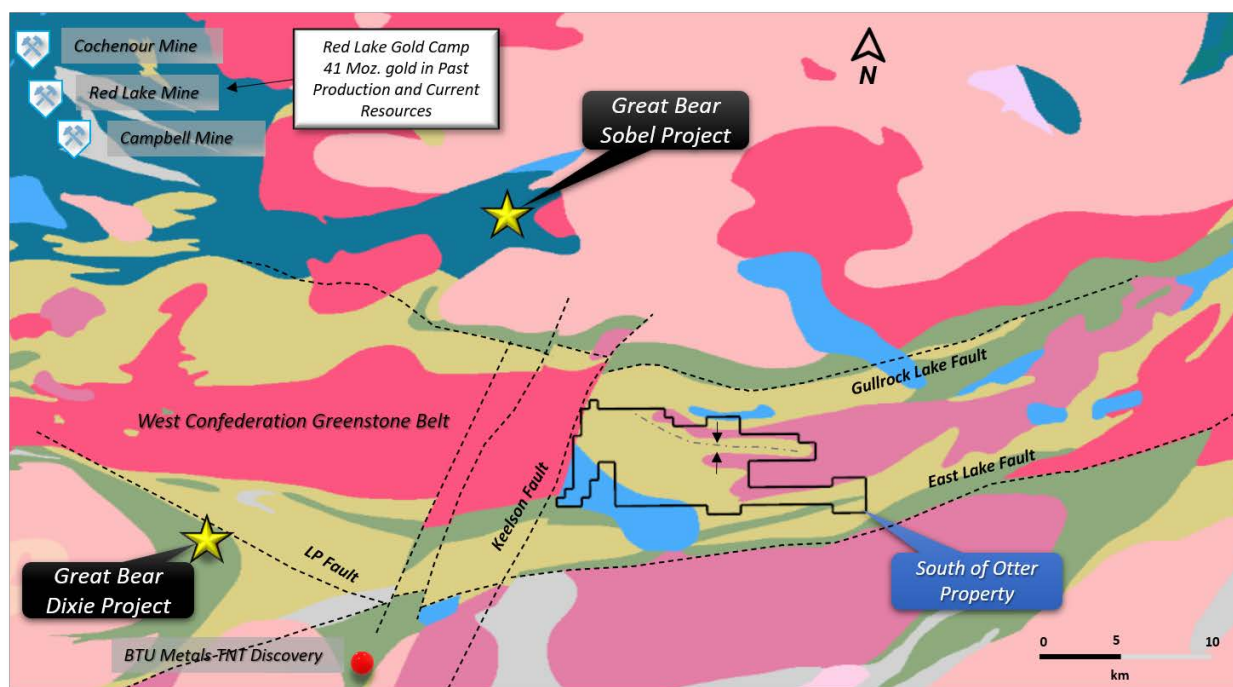 Cochenour Mine
Red Lake Mine
Campbell Mine
Red Lake Gold Camp
41 Moz. gold in Past
Production and Current
Resources
N
Great Bear
Sobel Project
West Confederation Greenstone Belt
Gullrock Lake Fault
East Lake Fault
Keelson Fault
LP Fault
Great Bear
Dixie Project
South of Otter
Property
BTU Metals-TNT Discovery
0 5 10
km